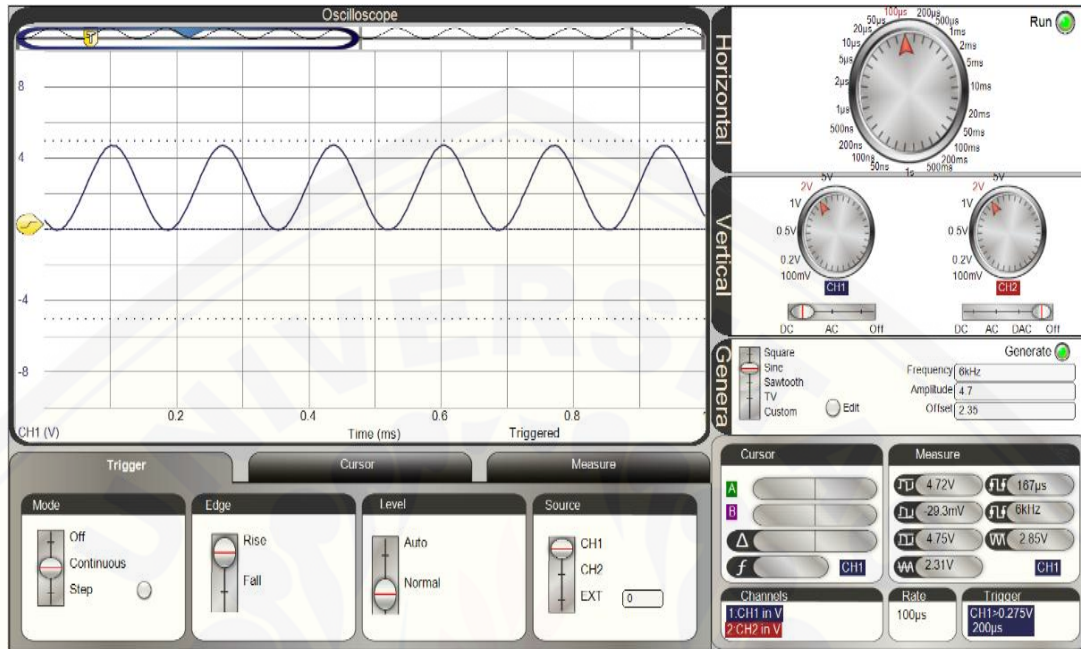 Oscilloscope
T
8
4
-4
-8
0.2
0.4
0.6
0.8
CH1 (V)
Time (ms)
Triggered
Horizontal
Run
100µs
200µs
50µs
500µs
20µs
1ms
10µs
2ms
5µs
5ms
2µs
10ms
1µs
20ms
500ns
50ms
200ns
100ms
100ns
200ms
50ns
500ms
1s
Vertical
5V
2V
1V
0.5V
0.2V
100mV
CH1
DC AC Off
5V
2V
1V
0.5V
0.2V
100mV
CH2
DC AC DAC Off
Genera
Square
Sine
Sawtooth
TV
Custom
Edit
Generate
Frequency 6kHz
Amplitude 4.7
Offset 2.35
Trigger
Cursor
Measure
Mode
Off
Continuous
Step
Edge
Rise
Fall
Level
Auto
Normal
Source
CH1
CH2
EXT 0
Cursor
A
B
Δ
f
CH1
Measure
4.72V 167µs
-29.3mV 6kHz
4.75V 2.85V
2.31V CH1
Channels
1:CH1 in V
2:CH2 in V
Rate
100µs
Trigger
CH1>0.275V
200µs
UNIVERSITA